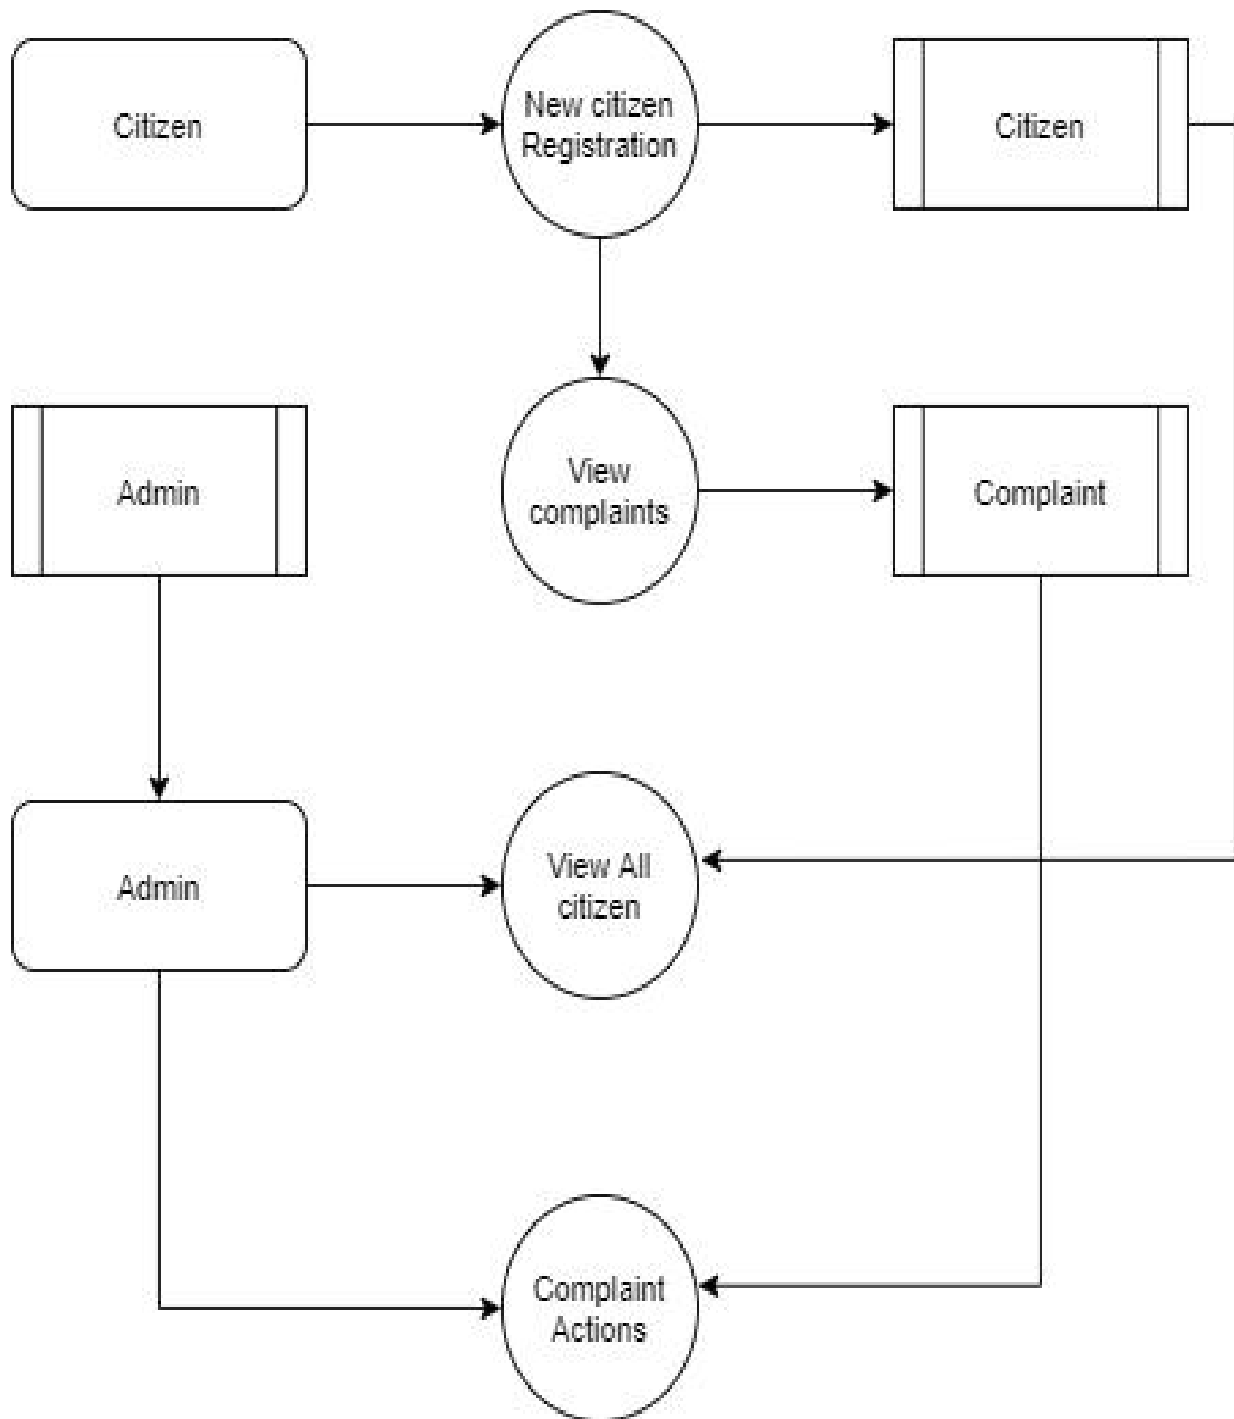 Citizen
New citizen
Registration
Citizen
Admin
View
complaints
Complaint
Admin
View All
citizen
Complaint
Actions